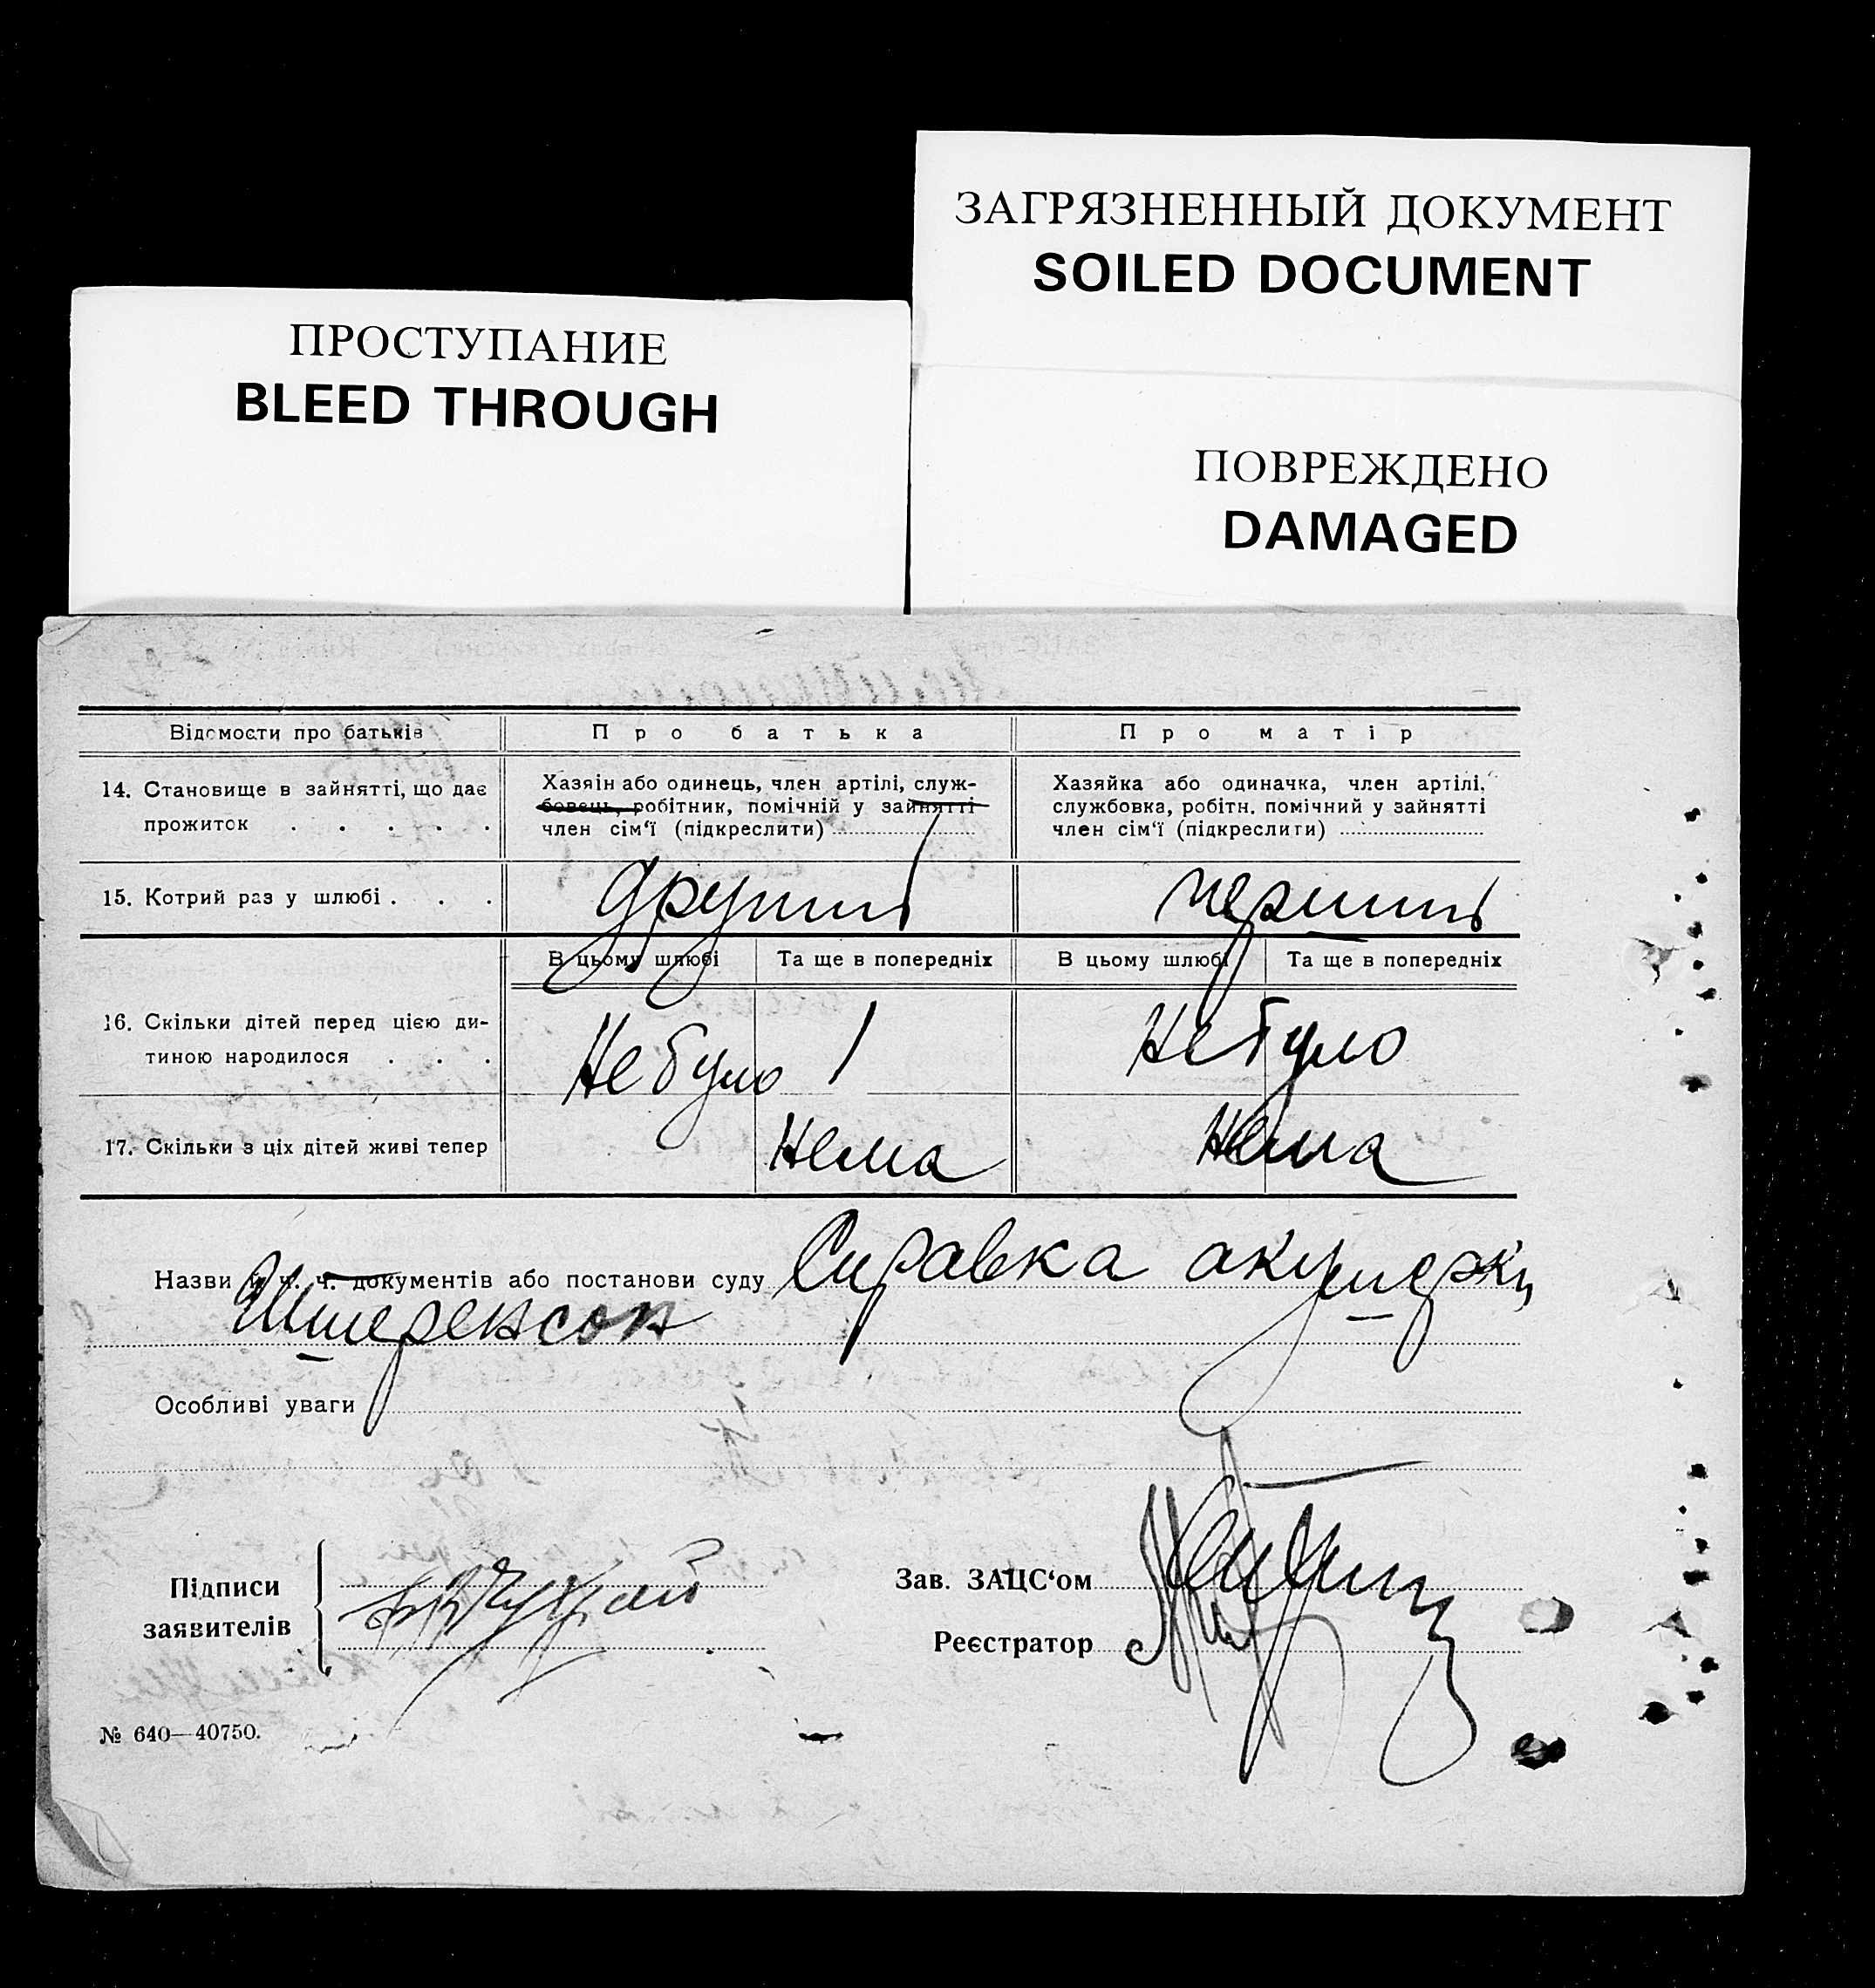 ЗАГРЯЗНЕННЫЙ ДОКУМЕНТ
SOILED DOCUMENT
ПРОСТУПАНИЕ
BLEED THROUGH
ПОВРЕЖДЕНО
DAMAGED
Відомости про батьків Про батька Про матір
14. Становище в зайнятті, що дає прожиток . . . . .
Хазяін або одинець, член артілі, служ-
бовець, робітник, помічній у зайнятті
член сім'ї (підкреслити)
Хазяйка або одиначка, член артілі,
службовка, робітн. помічний у зайнятті
член сім'ї (підкреслити)
15. Котрий раз у шлюбі . . . другий перший
В цьому шлюбі Та ще в попередніх В цьому шлюбі Та ще в попередніх
16. Скільки дітей перед цією ди-
тиною народилося . . . Не було 1 Не було
17. Скільки з ціх дітей живі тепер Нема Нема
Назви й ч. ч. документів або постанови суду Справка акушерки
Особливі уваги
Підписи
заявителів
Зав. ЗАЦС'ом
Реєстратор
№ 640—40750.